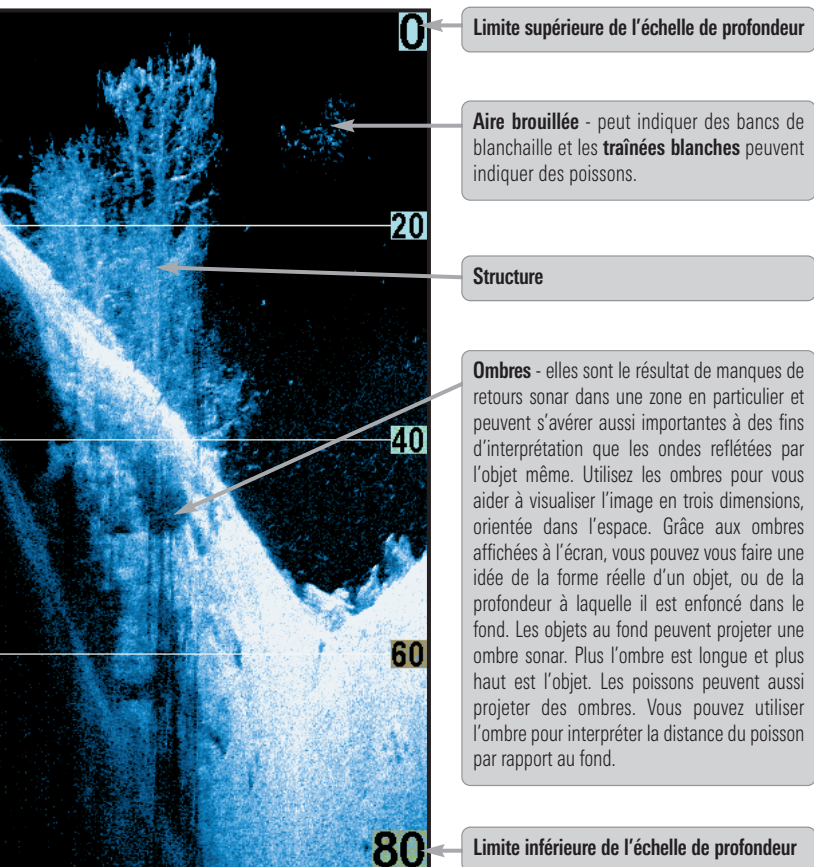 0
Limite supérieure de l'échelle de profondeur
Aire brouillée - peut indiquer des bancs de
blanchaille et les traînées blanches peuvent
indiquer des poissons.
20
Structure
Ombres - elles sont le résultat de manques de
retours sonar dans une zone en particulier et
peuvent s'avérer aussi importantes à des fins
d'interprétation que les ondes reflétées par
l'objet même. Utilisez les ombres pour vous
aider à visualiser l'image en trois dimensions,
orientée dans l'espace. Grâce aux ombres
affichées à l'écran, vous pouvez vous faire une
idée de la forme réelle d'un objet, ou de la
profondeur à laquelle il est enfoncé dans le
fond. Les objets au fond peuvent projeter une
ombre sonar. Plus l'ombre est longue et plus
haut est l'objet. Les poissons peuvent aussi
projeter des ombres. Vous pouvez utiliser
l'ombre pour interpréter la distance du poisson
par rapport au fond.
40
60
80
Limite inférieure de l'échelle de profondeur